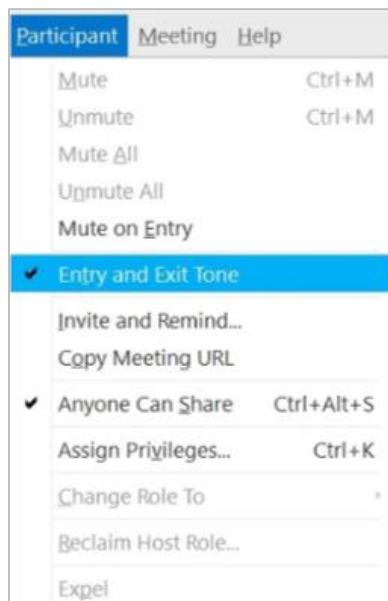 Participant Meeting Help
Mute Ctrl+M
Unmute Ctrl+M
Mute All
Unmute All
Mute on Entry
Entry and Exit Tone
Invite and Remind...
Copy Meeting URL
Anyone Can Share Ctrl+Alt+S
Assign Privileges... Ctrl+K
Change Role To
Reclaim Host Role...
Expel